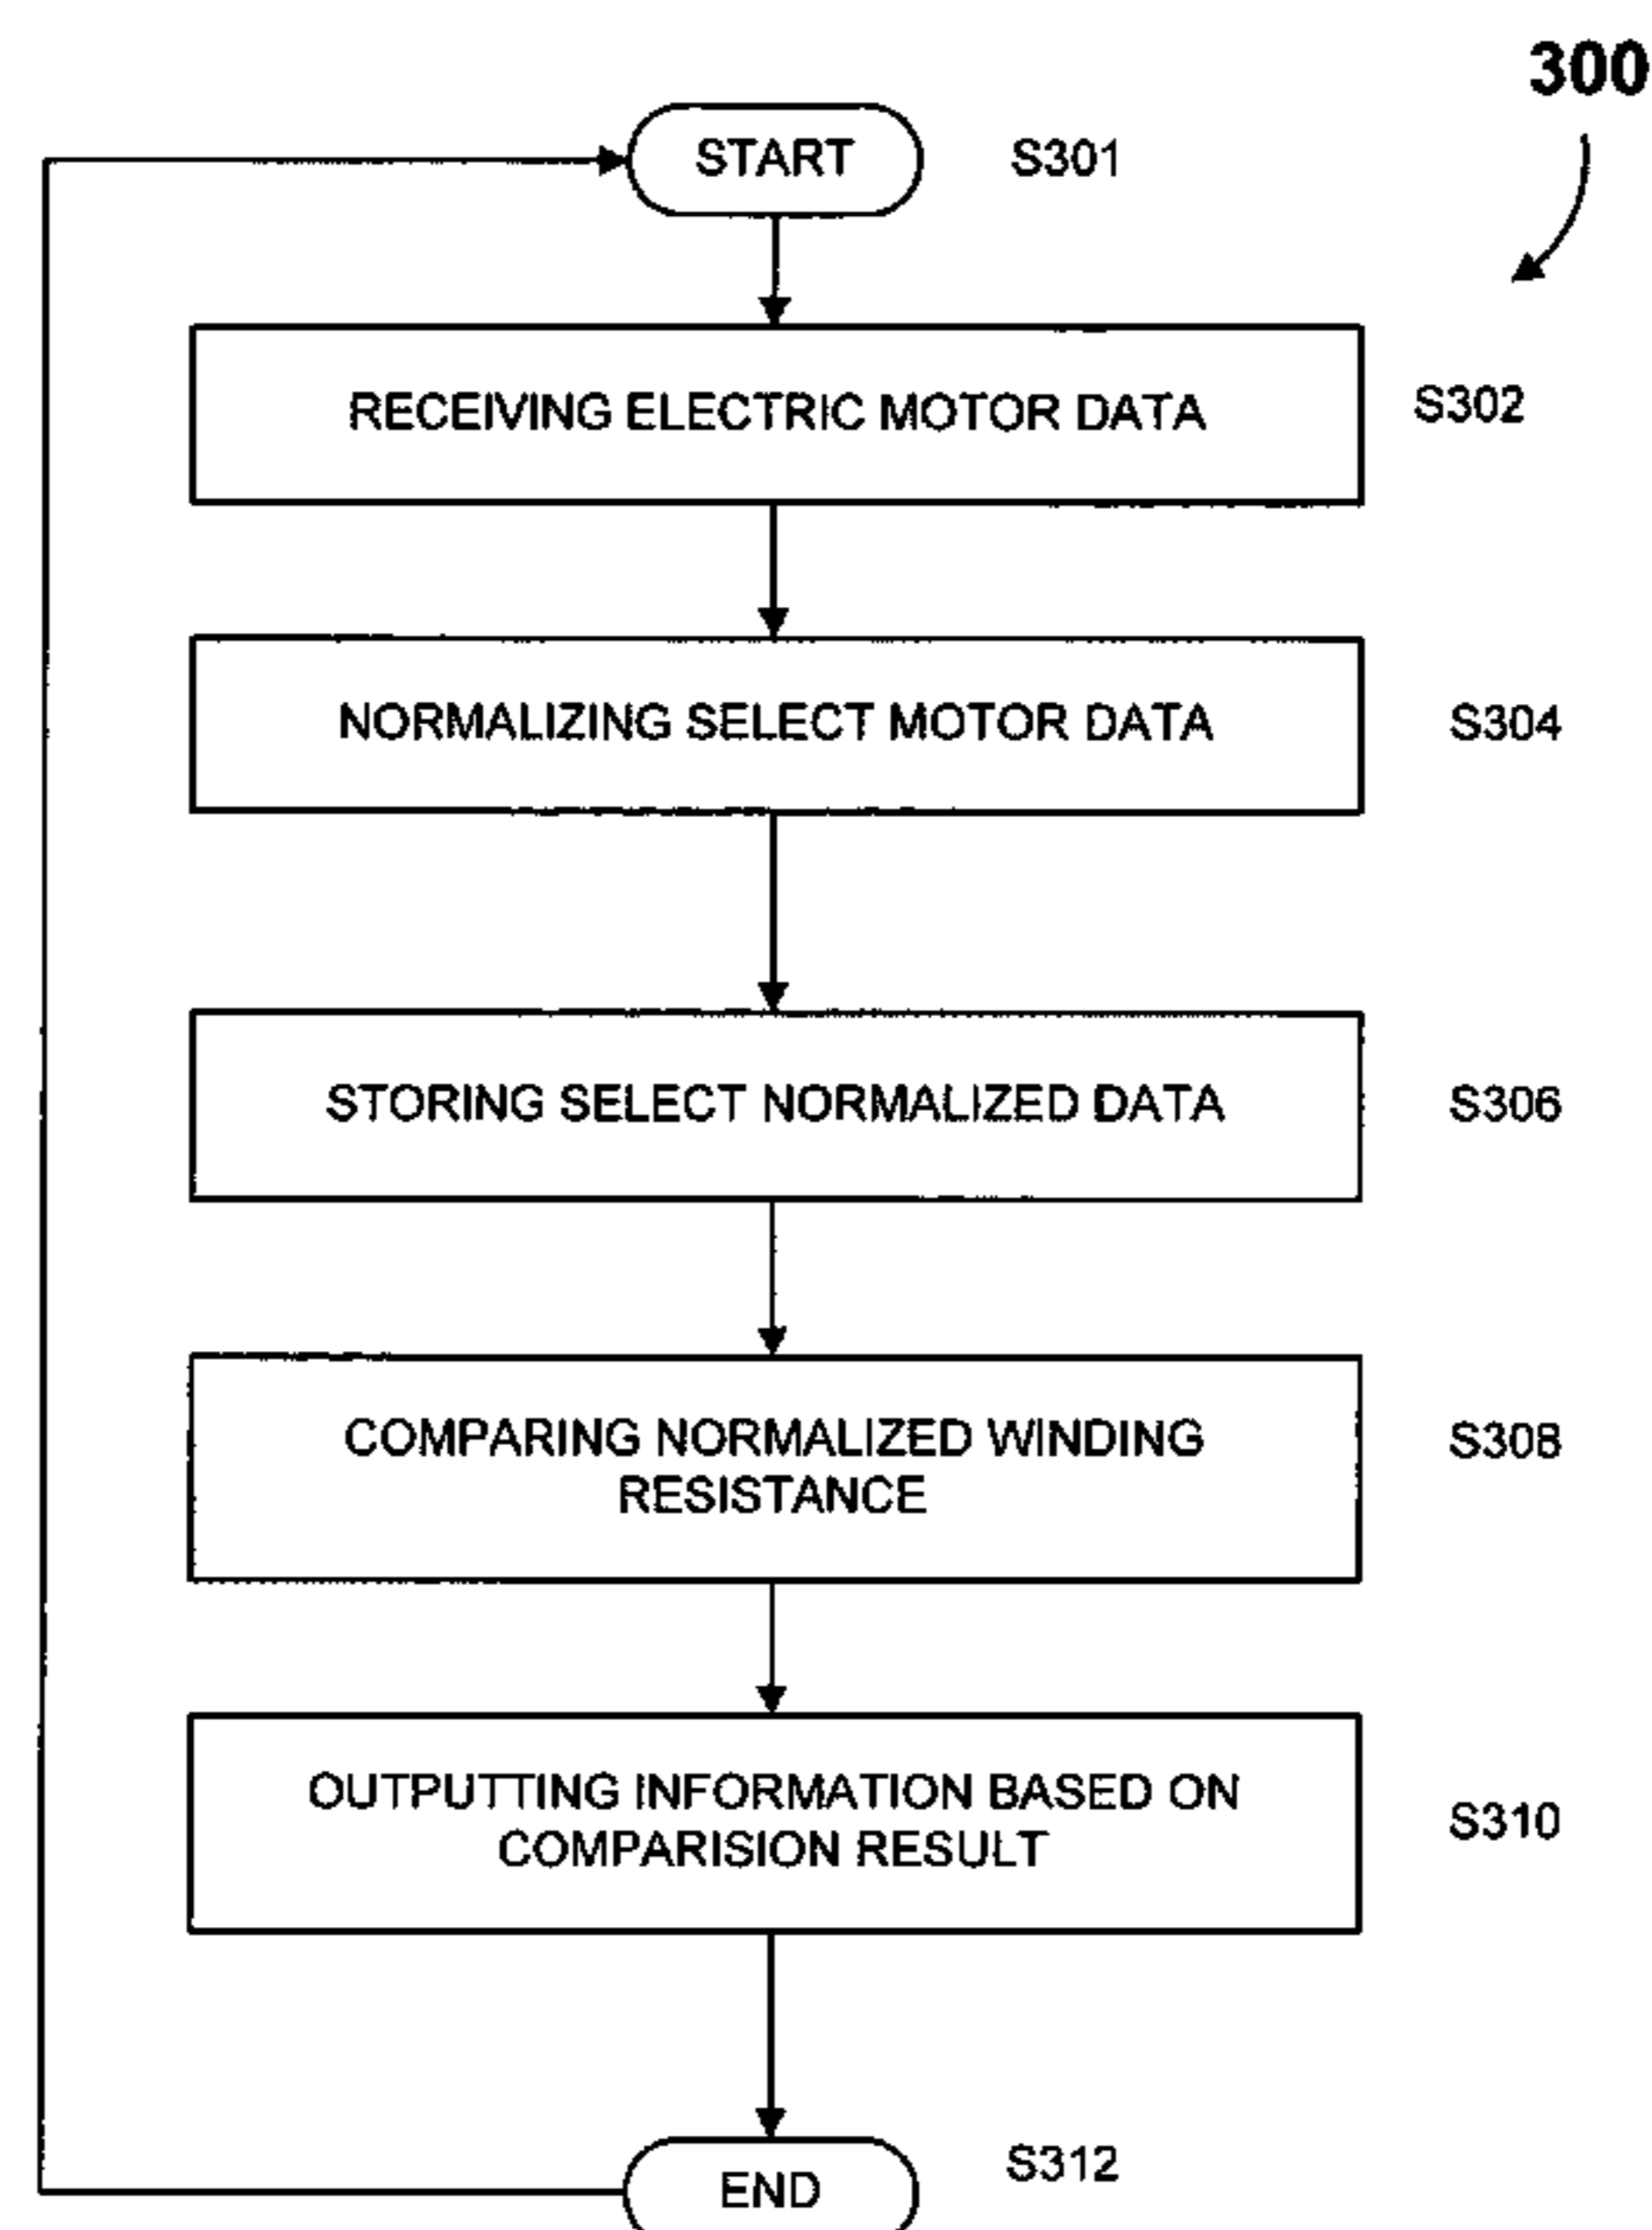 300
START S301
RECEIVING ELECTRIC MOTOR DATA S302
NORMALIZING SELECT MOTOR DATA S304
STORING SELECT NORMALIZED DATA S306
COMPARING NORMALIZED WINDING S308
RESISTANCE
OUTPUTTING INFORMATION BASED ON
COMPARISION RESULT S310
S312
END